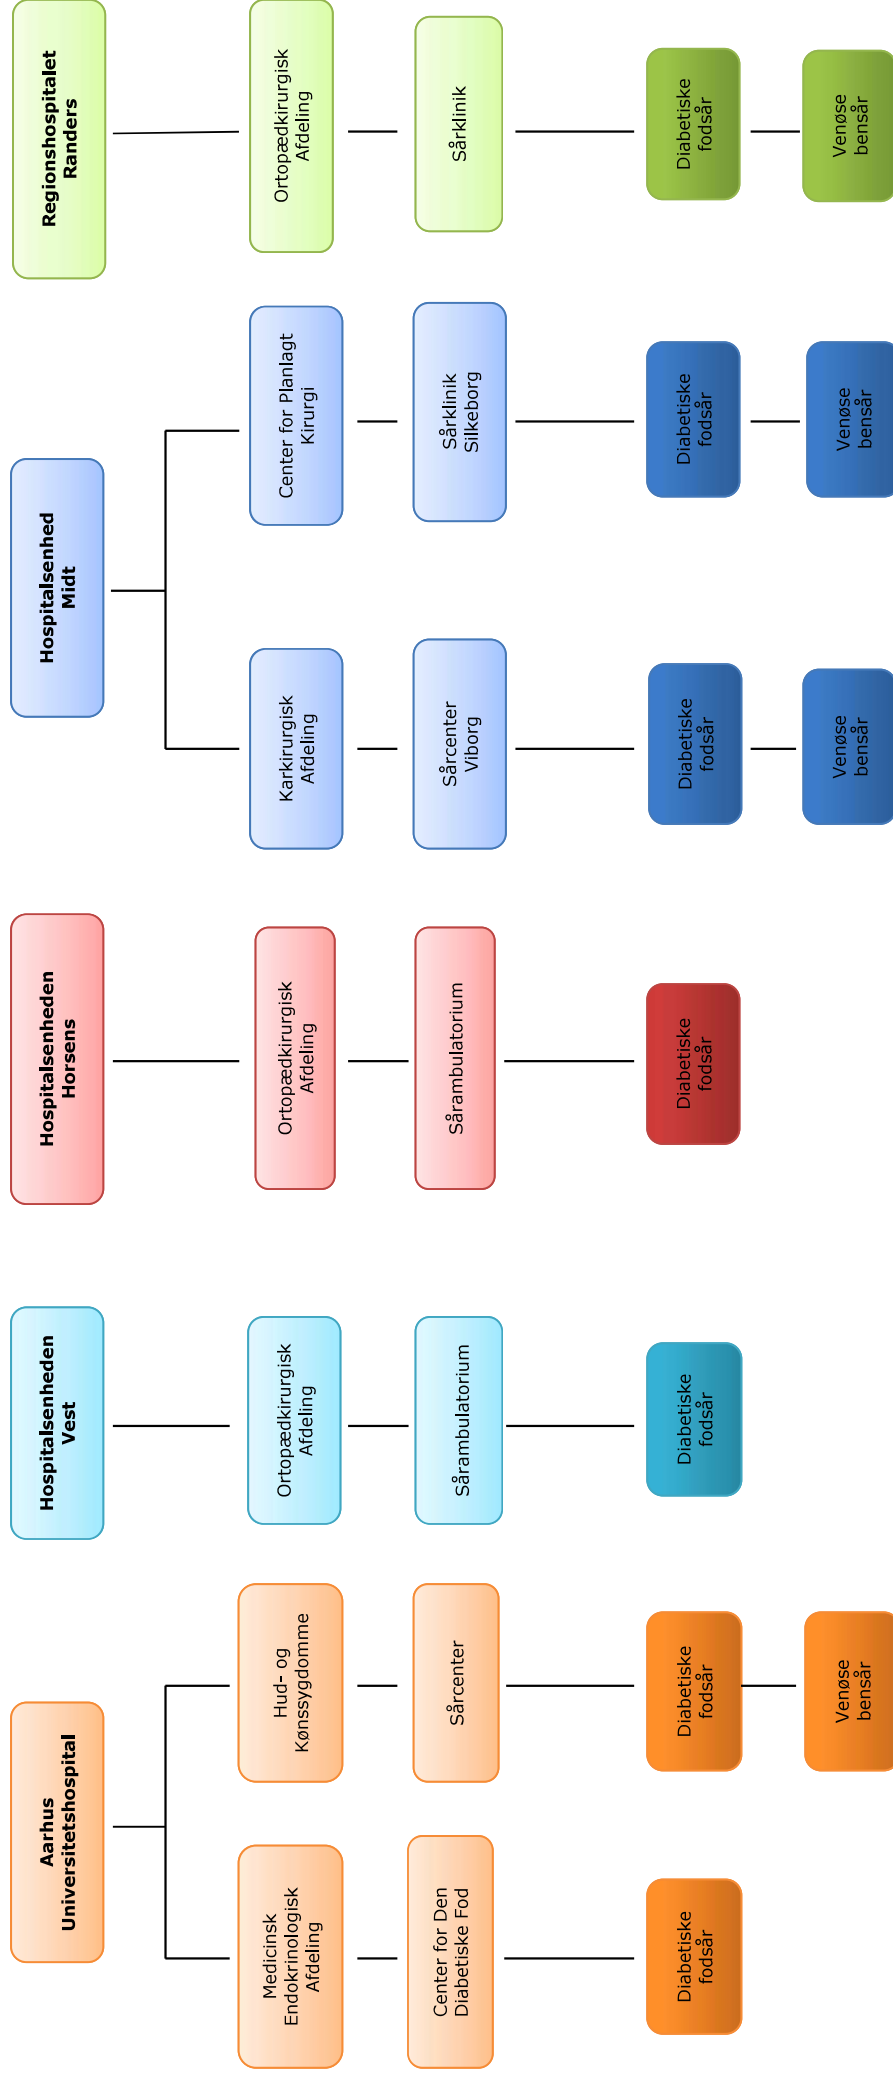 Aarhus
Universitetshospital
Hospitalsenheden
Vest
Hospitalsenheden
Horsens
Hospitalsenhed
Midt
Regionshospitalet
Randers
Medicinsk
Endokrinologisk
Afdeling
Hud- og
Kønssygdomme
Ortopædkirurgisk
Afdeling
Ortopædkirurgisk
Afdeling
Karkirurgisk
Afdeling
Center for Planlagt
Kirurgi
Ortopædkirurgisk
Afdeling
Center for Den
Diabetiske Fod
Sårcenter
Sårambulatorium
Sårambulatorium
Sårcenter
Viborg
Sårklinik
Silkeborg
Sårklinik
Diabetiske
fodsår
Diabetiske
fodsår
Diabetiske
fodsår
Diabetiske
fodsår
Diabetiske
fodsår
Diabetiske
fodsår
Diabetiske
fodsår
Venøse
bensår
Venøse
bensår
Venøse
bensår
Venøse
bensår